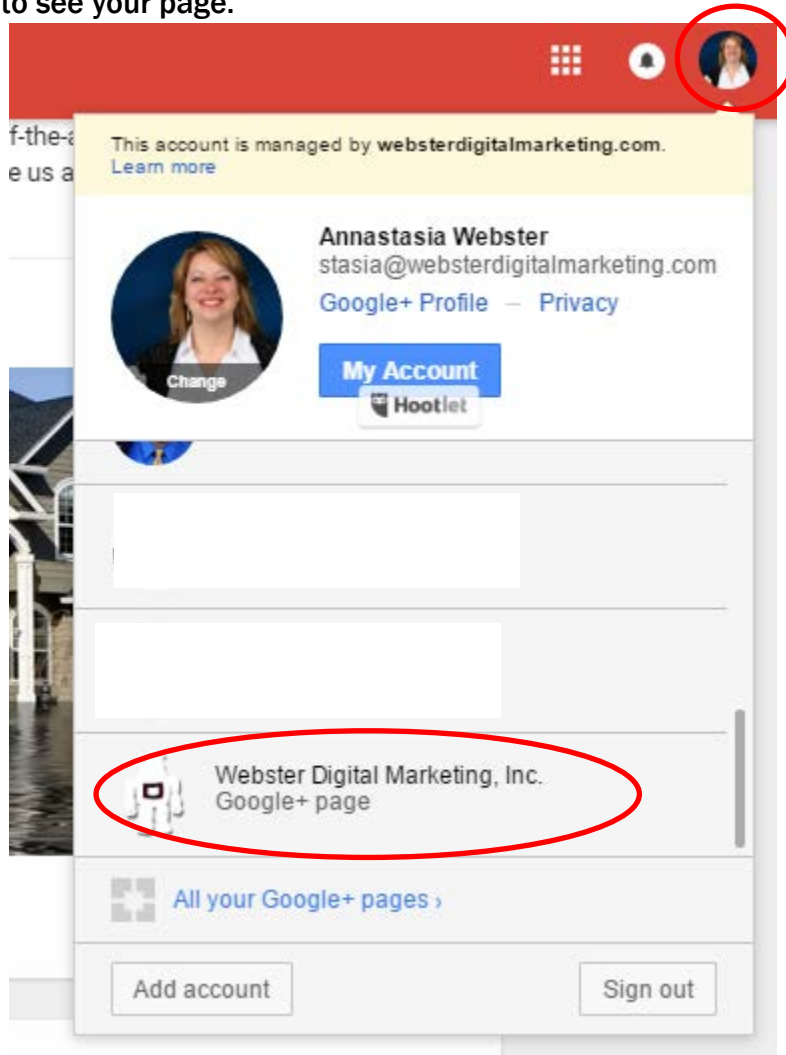 to see your page.
f-the-a
e us a
This account is managed by websterdigitalmarketing.com.
Learn more
Annastasia Webster
stasia@websterdigitalmarketing.com
Google+ Profile – Privacy
Change
My Account
Hootlet
Webster Digital Marketing, Inc.
Google+ page
All your Google+ pages ›
Add account
Sign out